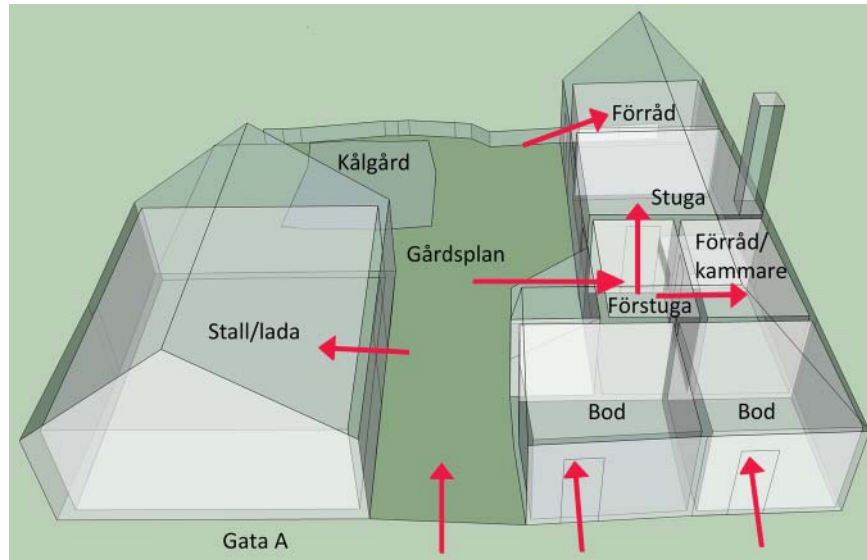 Förråd
Kålgård
Stuga
Gårdsplan
Förråd/
kammare
Förstuga
Stall/lada
Bod
Bod
Gata A